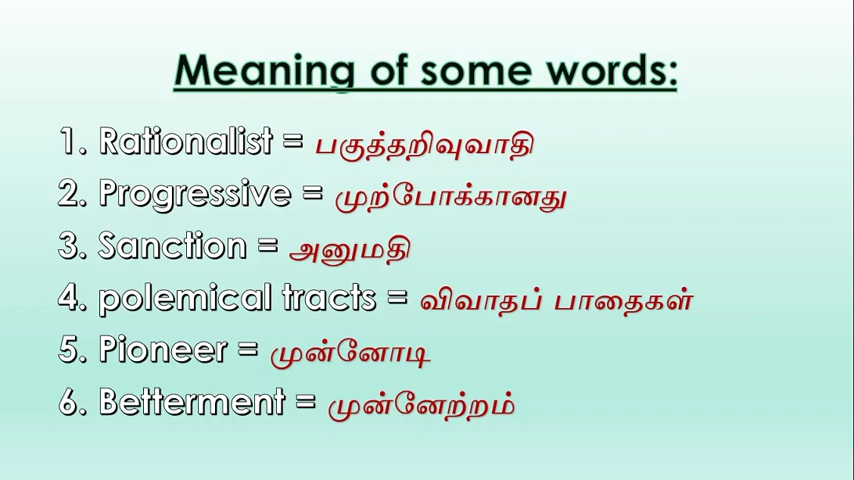 Meaning of some words:
1. Rationalist = பகுத்தறிவுவாதி
2. Progressive = முற்போக்கானது
3. Sanction = அனுமதி
4. polemical tracts = விவாதப் பாதைகள்
5. Pioneer = முன்னோடி
6. Betterment = முன்னேற்றம்